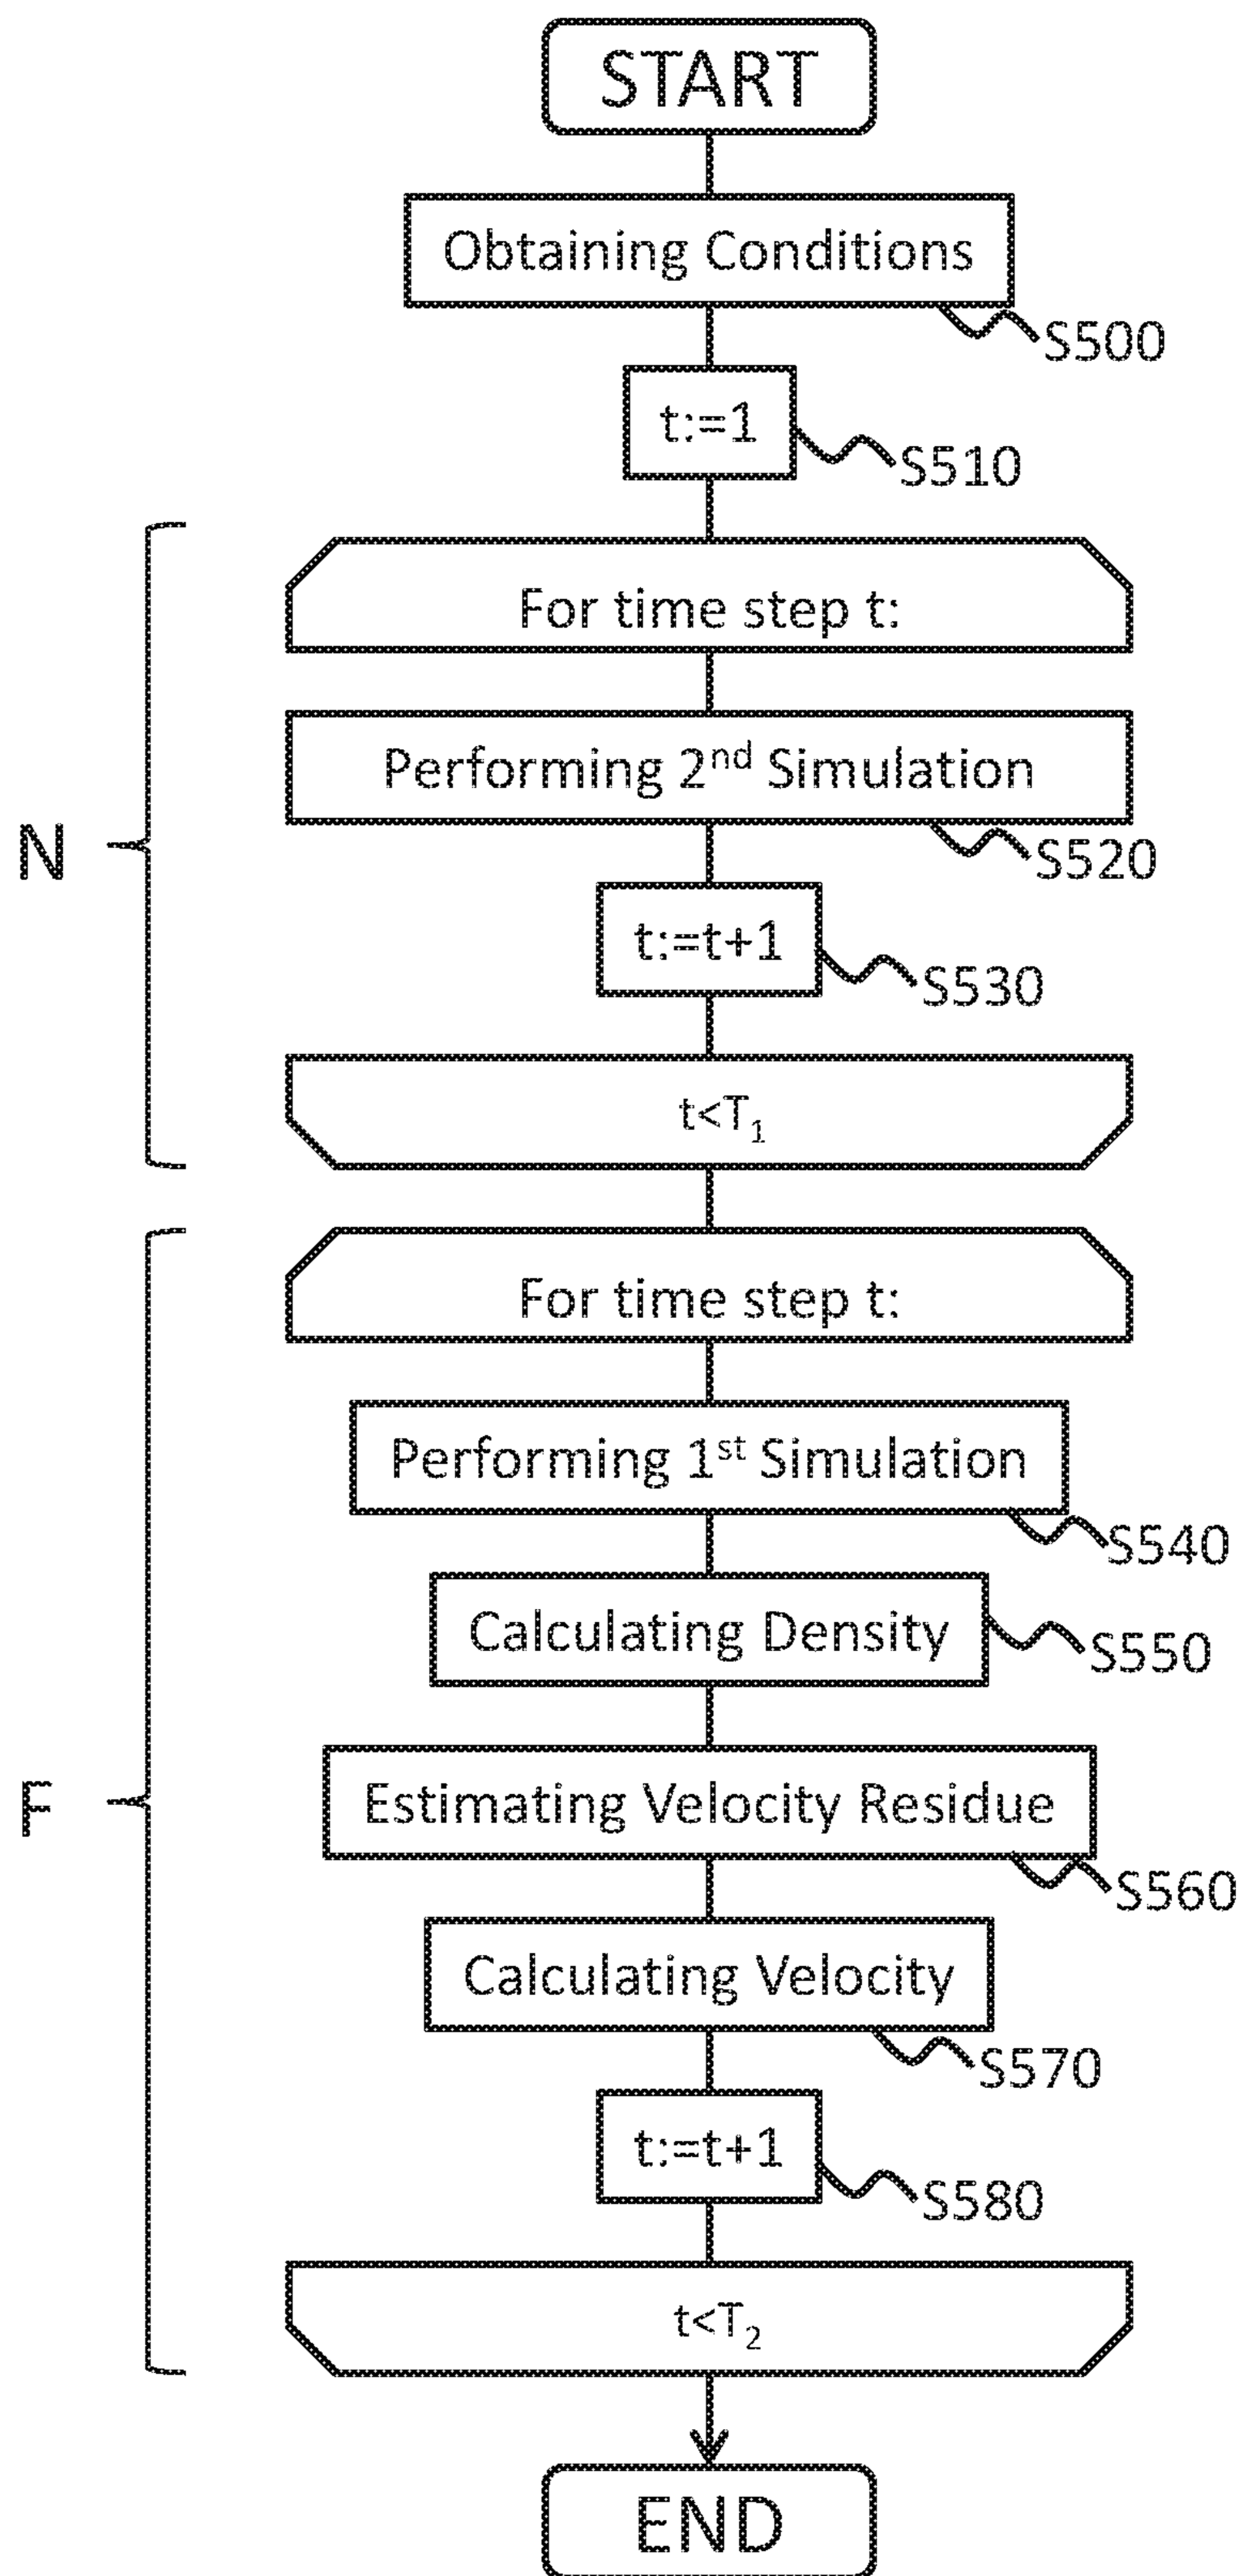 START
Obtaining Conditions
S500
t:=1
S510
For time step t:
Performing 2nd Simulation
N
S520
t:=t+1
S530
t<T1
For time step t:
Performing 1st Simulation
S540
Calculating Density
S550
F
Estimating Velocity Residue
S560
Calculating Velocity
S570
t:=t+1
S580
t<T2
END